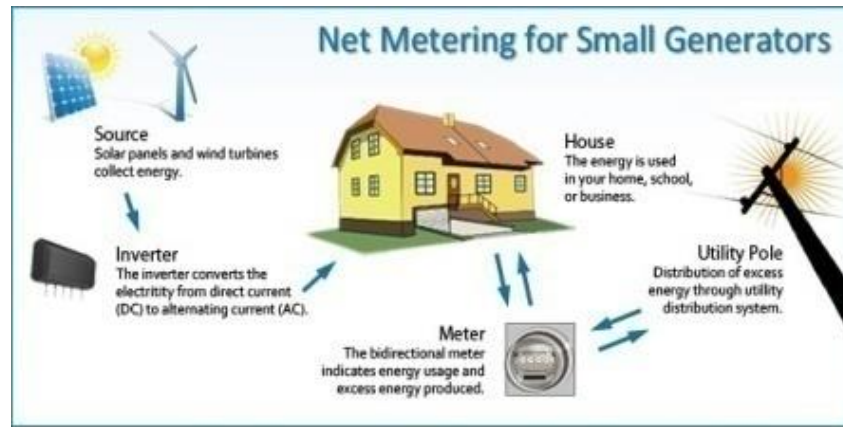 Net Metering for Small Generators
Source
Solar panels and wind turbines
collect energy.
House
The energy is used
in your home, school,
or business.
Inverter
The inverter converts the
electritity from direct current
(DC) to alternating current (AC).
Utility Pole
Distribution of excess
energy through utillity
distribution system.
Meter
The bidirectional meter
indicates energy usage and
excess energy produced.